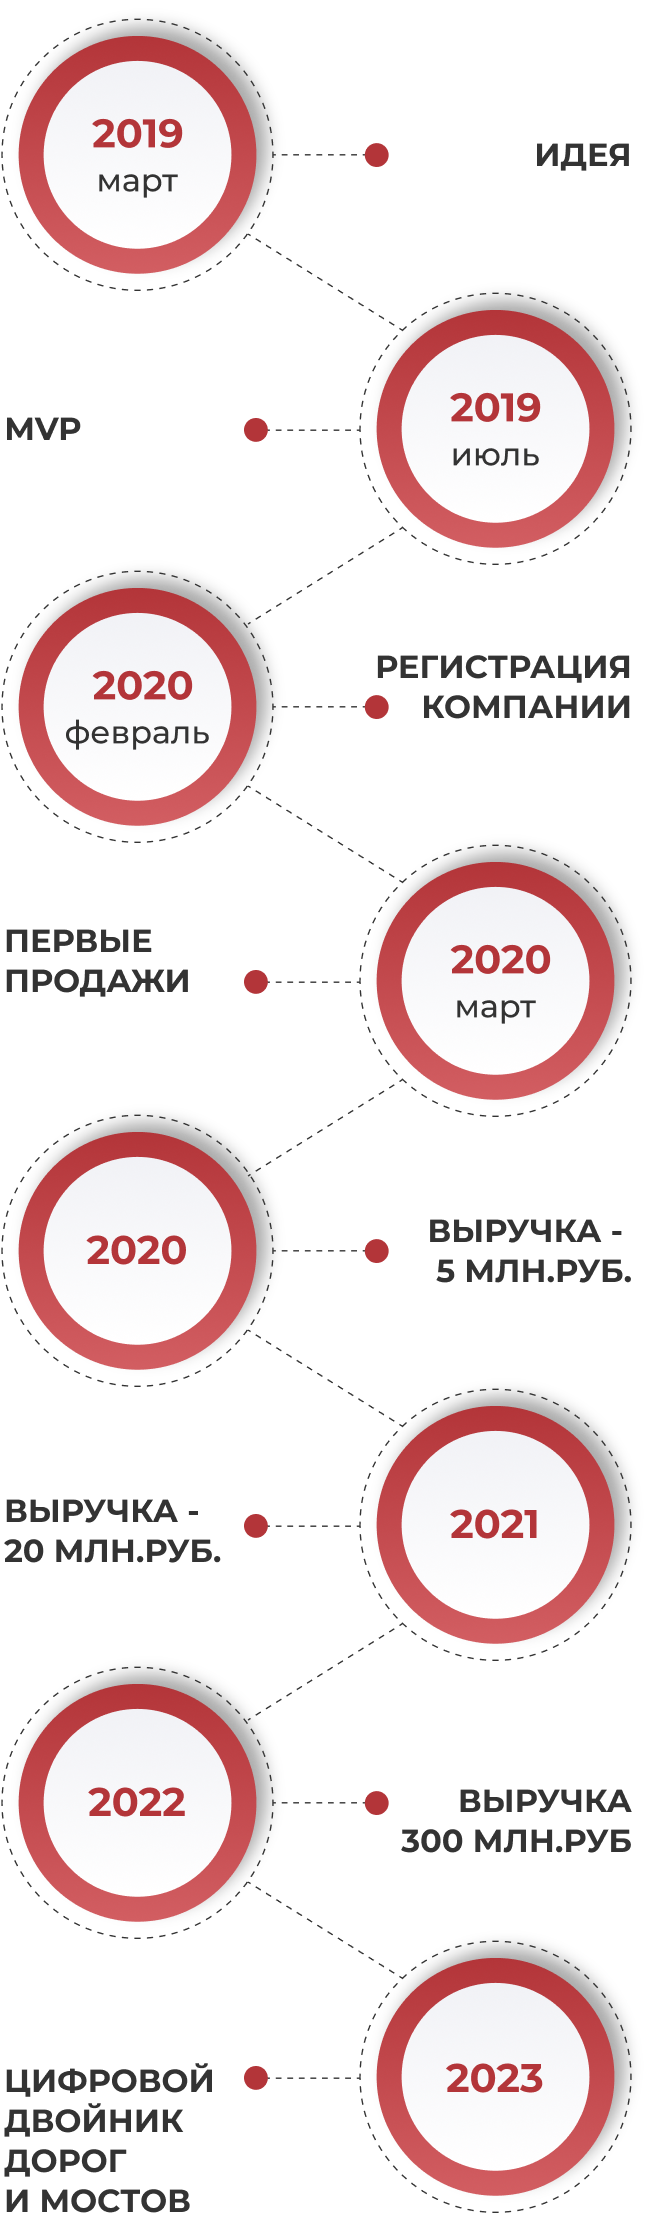 2019
март
ИДЕЯ
MVP
2019
июль
2020
февраль
РЕГИСТРАЦИЯ
КОМПАНИИ
ПЕРВЫЕ
ПРОДАЖИ
2020
март
2020
ВЫРУЧКА -
5 МЛН.РУБ.
ВЫРУЧКА -
20 МЛН.РУБ.
2021
2022
ВЫРУЧКА
300 МЛН.РУБ
ЦИФРОВОЙ
ДВОЙНИК
ДОРОГ
И МОСТОВ
2023